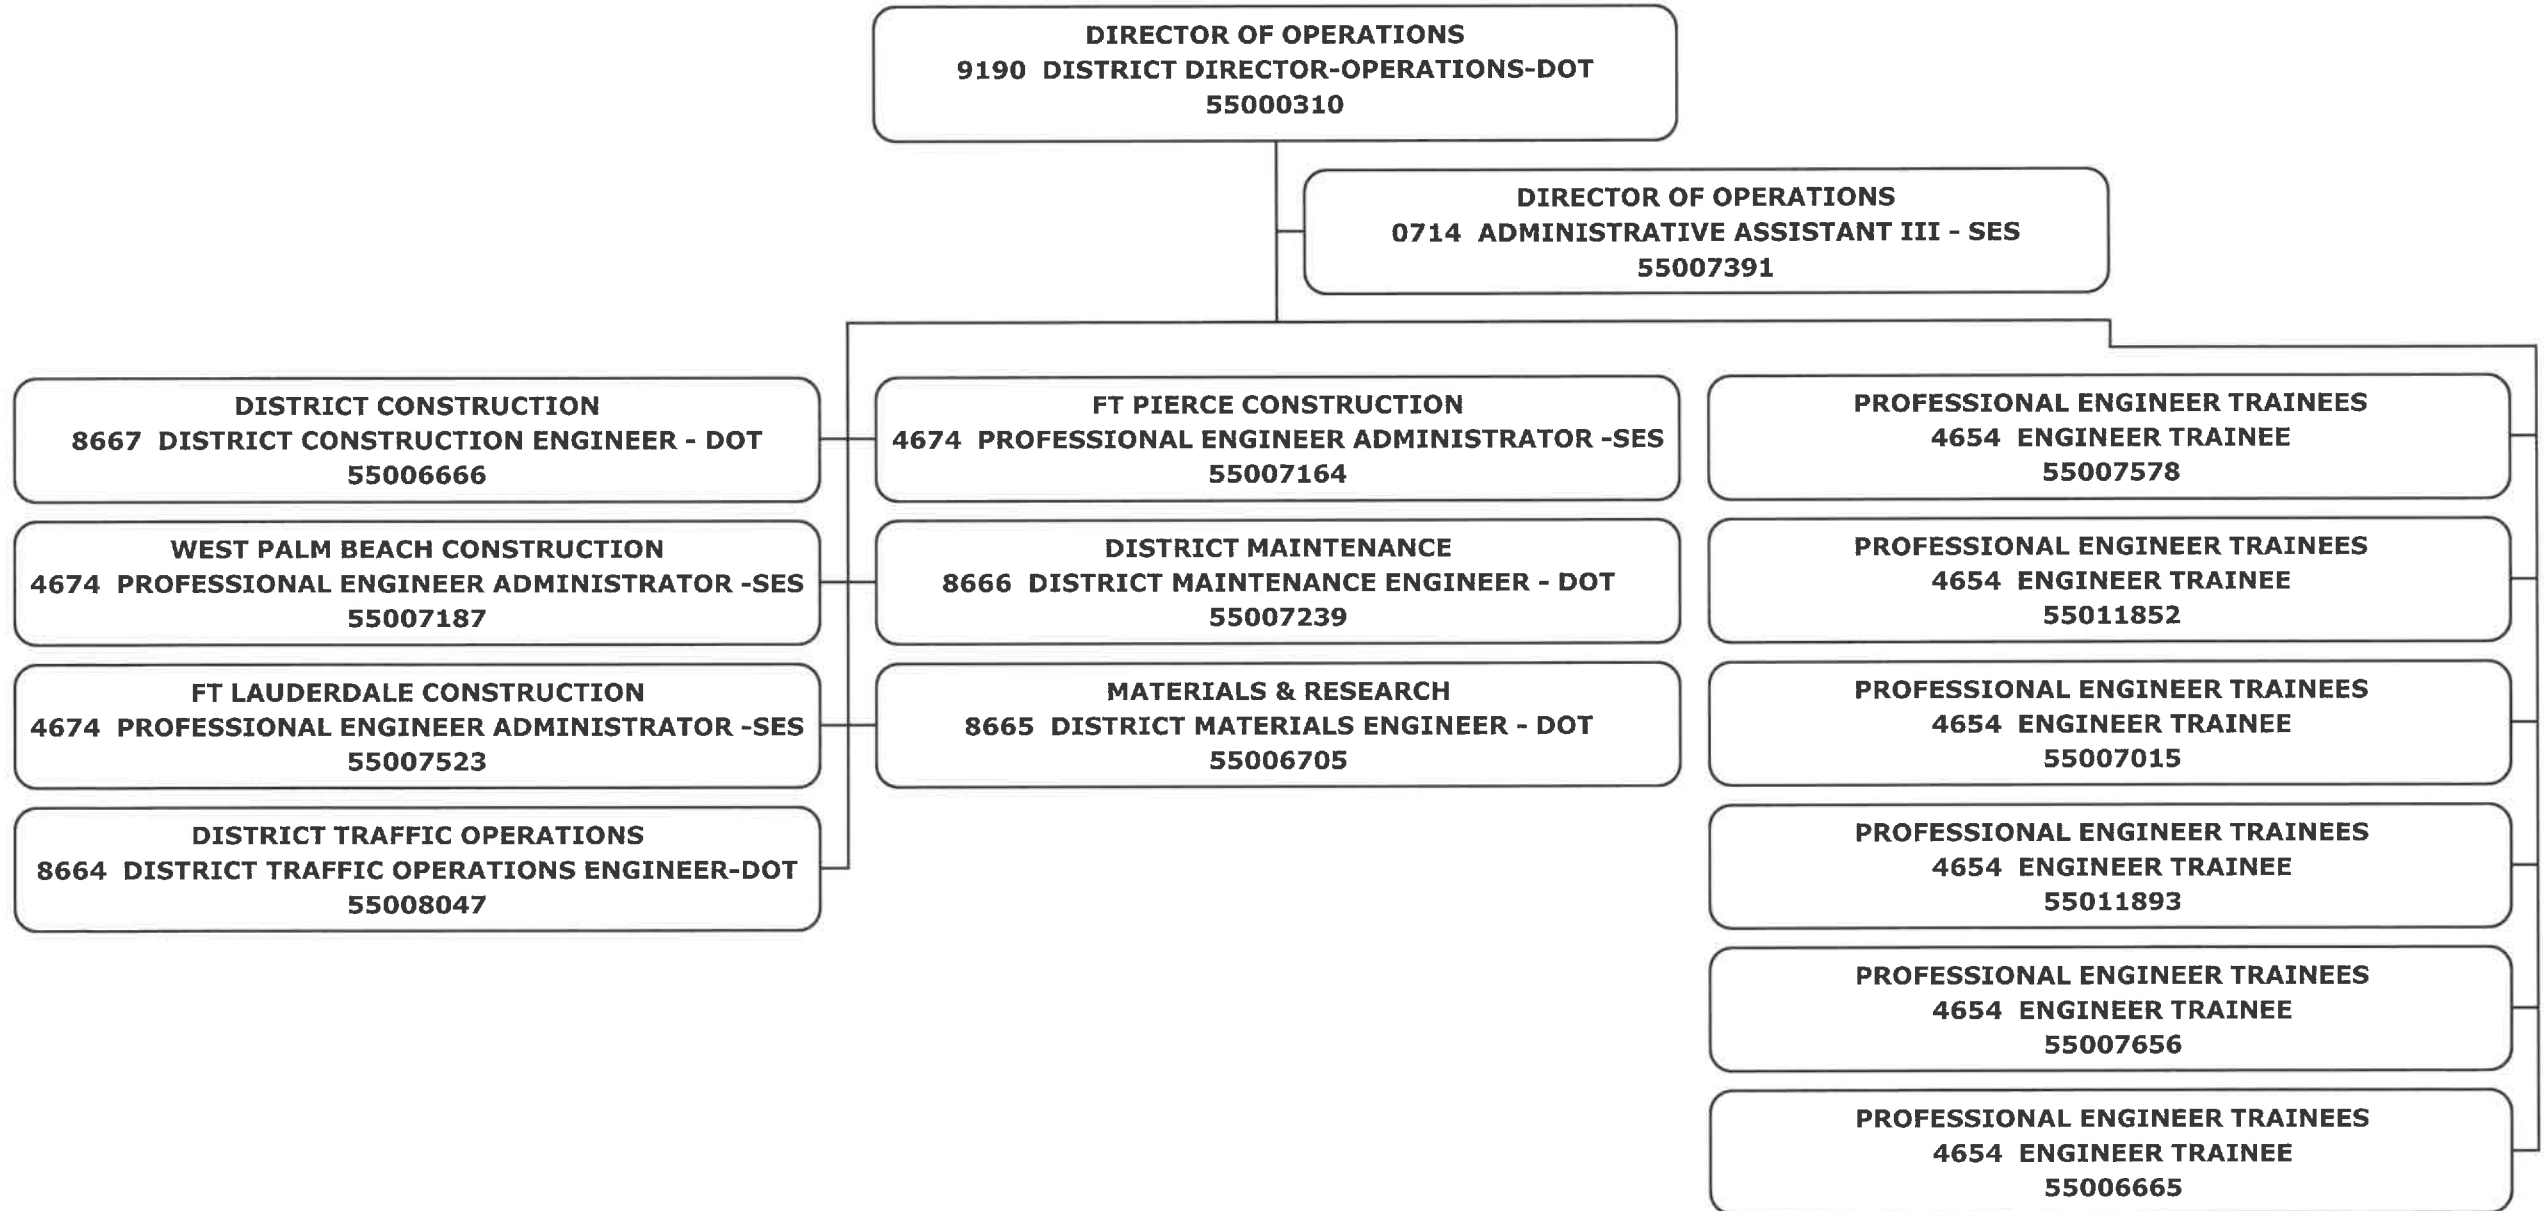 DIRECTOR OF OPERATIONS
9190 DISTRICT DIRECTOR-OPERATIONS-DOT
55000310
DIRECTOR OF OPERATIONS
0714 ADMINISTRATIVE ASSISTANT III - SES
55007391
DISTRICT CONSTRUCTION
8667 DISTRICT CONSTRUCTION ENGINEER - DOT
55006666
WEST PALM BEACH CONSTRUCTION
4674 PROFESSIONAL ENGINEER ADMINISTRATOR -SES
55007187
FT LAUDERDALE CONSTRUCTION
4674 PROFESSIONAL ENGINEER ADMINISTRATOR -SES
55007523
DISTRICT TRAFFIC OPERATIONS
8664 DISTRICT TRAFFIC OPERATIONS ENGINEER-DOT
55008047
FT PIERCE CONSTRUCTION
4674 PROFESSIONAL ENGINEER ADMINISTRATOR -SES
55007164
DISTRICT MAINTENANCE
8666 DISTRICT MAINTENANCE ENGINEER - DOT
55007239
MATERIALS & RESEARCH
8665 DISTRICT MATERIALS ENGINEER - DOT
55006705
PROFESSIONAL ENGINEER TRAINEES
4654 ENGINEER TRAINEE
55007578
PROFESSIONAL ENGINEER TRAINEES
4654 ENGINEER TRAINEE
55011852
PROFESSIONAL ENGINEER TRAINEES
4654 ENGINEER TRAINEE
55007015
PROFESSIONAL ENGINEER TRAINEES
4654 ENGINEER TRAINEE
55011893
PROFESSIONAL ENGINEER TRAINEES
4654 ENGINEER TRAINEE
55007656
PROFESSIONAL ENGINEER TRAINEES
4654 ENGINEER TRAINEE
55006665